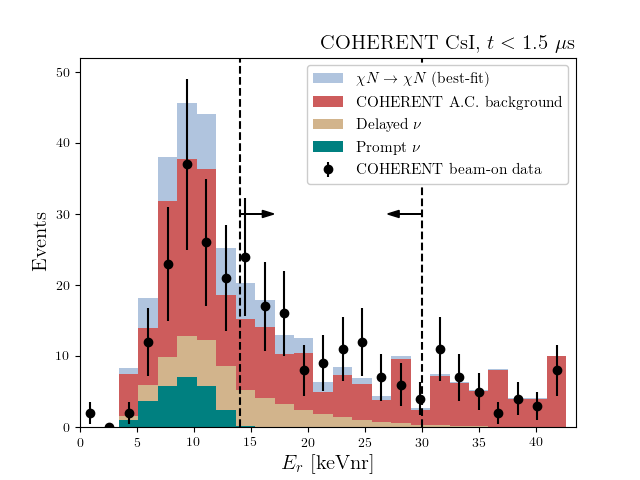 COHERENT CsI, t < 1.5 μs
χN → χN (best-fit)
COHERENT A.C. background
Delayed ν
Prompt ν
COHERENT beam-on data
Events
50
40
30
20
10
0
0 5 10 15 20 25 30 35 40
E_r [keVnr]